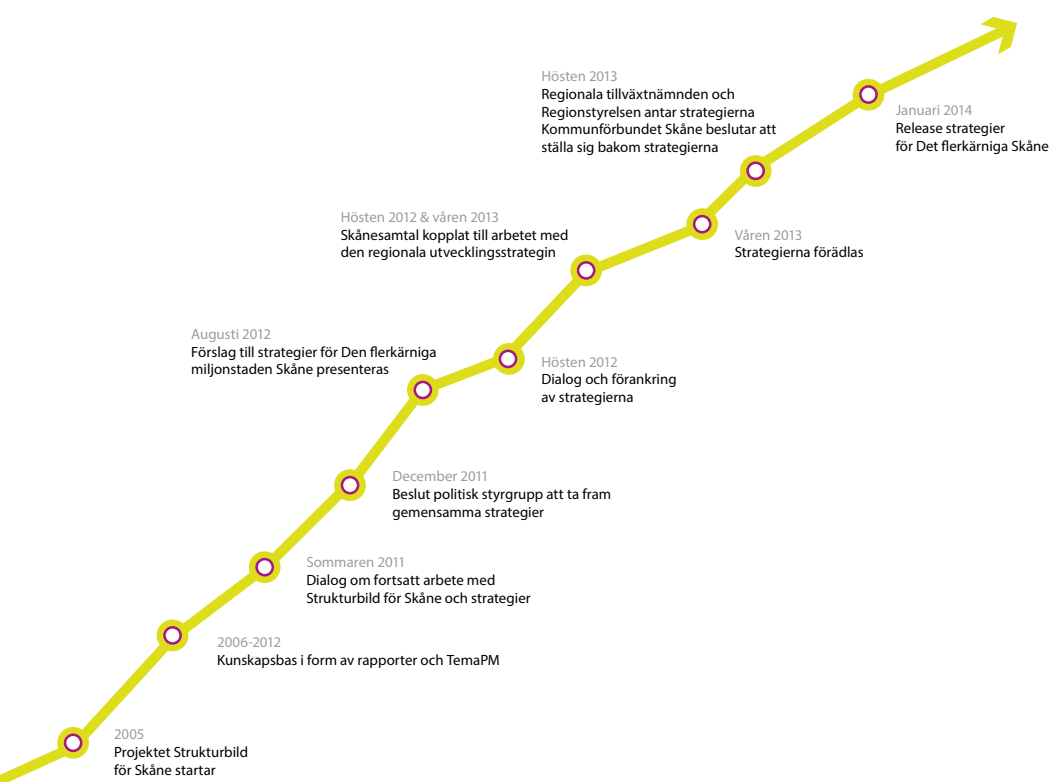 Hösten 2013
Regionala tillväxtnämnden och
Regionstyrelsen antar strategierna
Kommunförbundet Skåne beslutar att
ställa sig bakom strategierna
Januari 2014
Release strategier
för Det flerkärniga Skåne
Hösten 2012 & våren 2013
Skånesamtal kopplat till arbetet med
den regionala utvecklingsstrategin
Våren 2013
Strategierna förädlas
Augusti 2012
Förslag till strategier för Den flerkärniga
miljonstaden Skåne presenteras
Hösten 2012
Dialog och förankring
av strategierna
December 2011
Beslut politisk styrgrupp att ta fram
gemensamma strategier
Sommaren 2011
Dialog om fortsatt arbete med
Strukturbild för Skåne och strategier
2006-2012
Kunskapsbas i form av rapporter och TemaPM
2005
Projektet Strukturbild
för Skåne startar